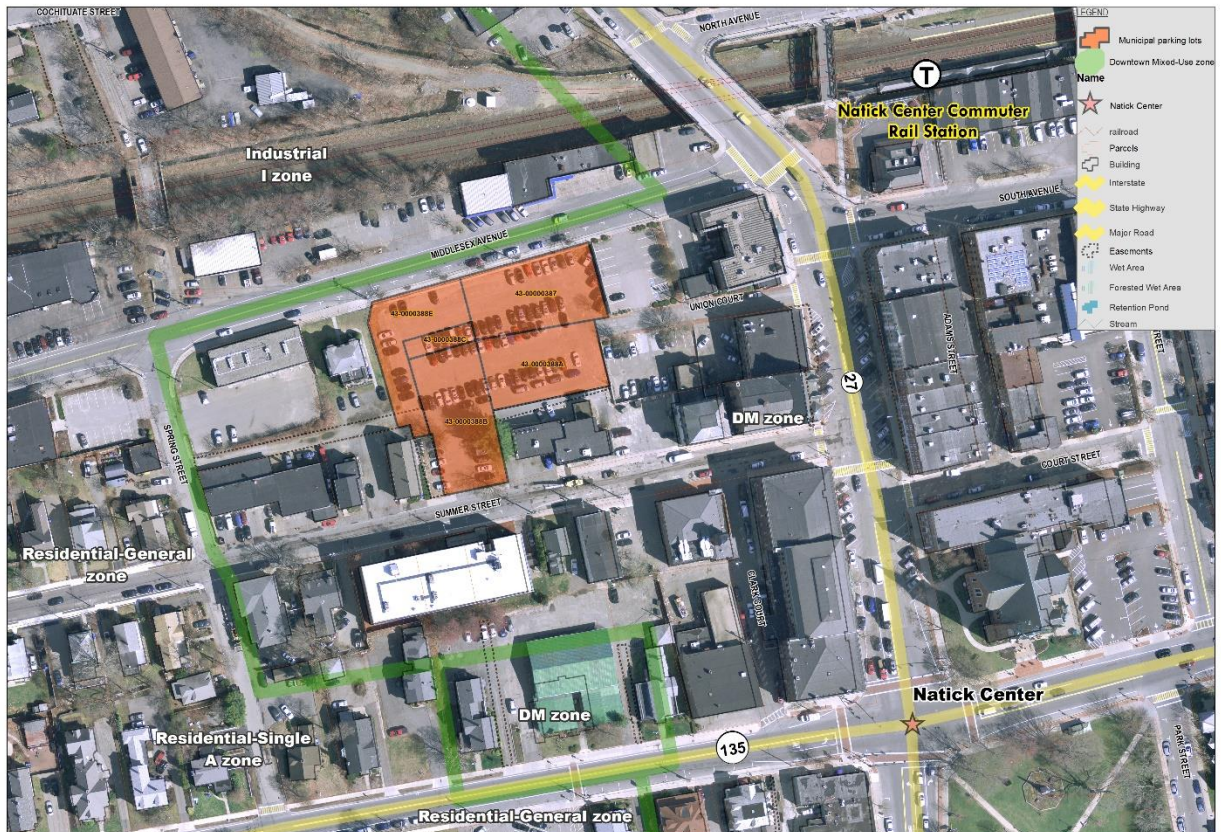 COCHITUATE STREET
NORTH AVENUE
T
Natick Center Commuter
Rail Station
LEGEND
Municipal parking lots
Downtown Mixed-Use zone
Name
Natick Center
railroad
Parcels
Building
Interstate
State Highway
Major Road
Easements
Wet Area
Forested Wet Area
Retention Pond
Stream
Industrial
I zone
SOUTH AVENUE
MIDDLESEX AVENUE
43-00000387
43-0000388E
UNION COURT
43-0000388C
43-0000388A
ADAMS STREET
STREET
27
43-0000388B
DM zone
SPRING STREET
COURT STREET
SUMMER STREET
Residential-General
zone
CLARK COURT
Natick Center
DM zone
Residential-Single
A zone
135
PARK STREET
Residential-General zone